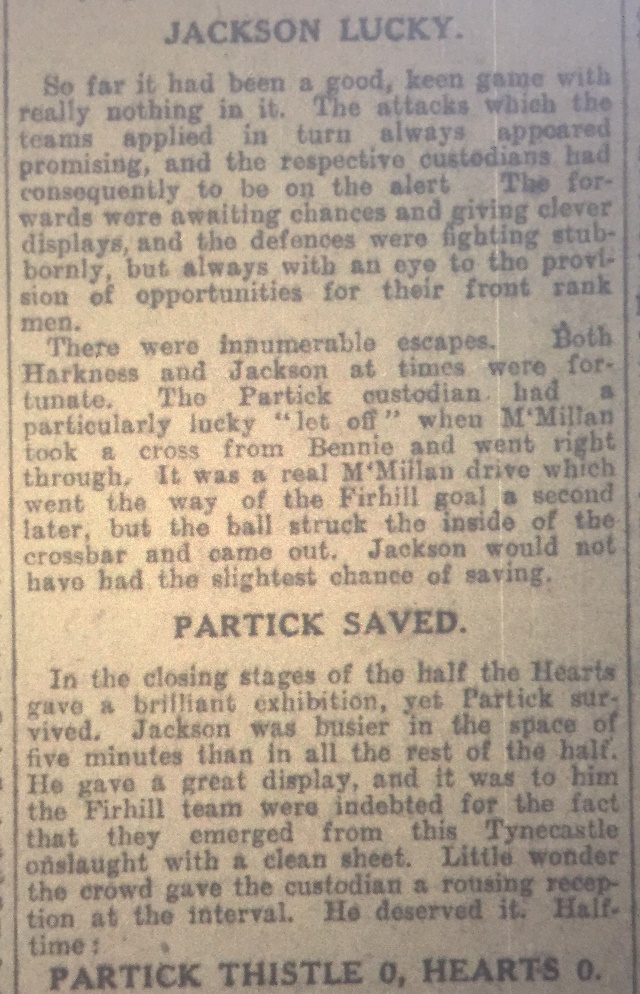 JACKSON LUCKY.
So far it had been a good, keen game with
really nothing in it. The attacks which the
teams applied in turn always appeared
promising, and the respective custodians had
consequently to be on the alert The for-
wards were awaiting chances and giving clever
displays, and the defences were fighting stub-
bornly, but always with an eye to the provi-
sion of opportunities for their front rank
men.
There were innumerable escapes. Both
Harkness and Jackson at times were for-
tunate. The Partick custodian had a
particularly lucky "let off" when M'Millan
took a cross from Bennie and went right
through. It was a real M'Millan drive which
went the way of the Firhill goal a second
later, but the ball struck the inside of the
crossbar and came out. Jackson would not
have had the slightest chance of saving.
PARTICK SAVED.
In the closing stages of the half the Hearts
gave a brilliant exhibition, yet Partick sur-
vived. Jackson was busier in the space of
five minutes than in all the rest of the half.
He gave a great display, and it was to him
the Firhill team were indebted for the fact
that they emerged from this Tynecastle
onslaught with a clean sheet. Little wonder
the crowd gave the custodian a rousing recep-
tion at the interval. He deserved it. Half-
time:
PARTICK THISTLE 0, HEARTS 0.